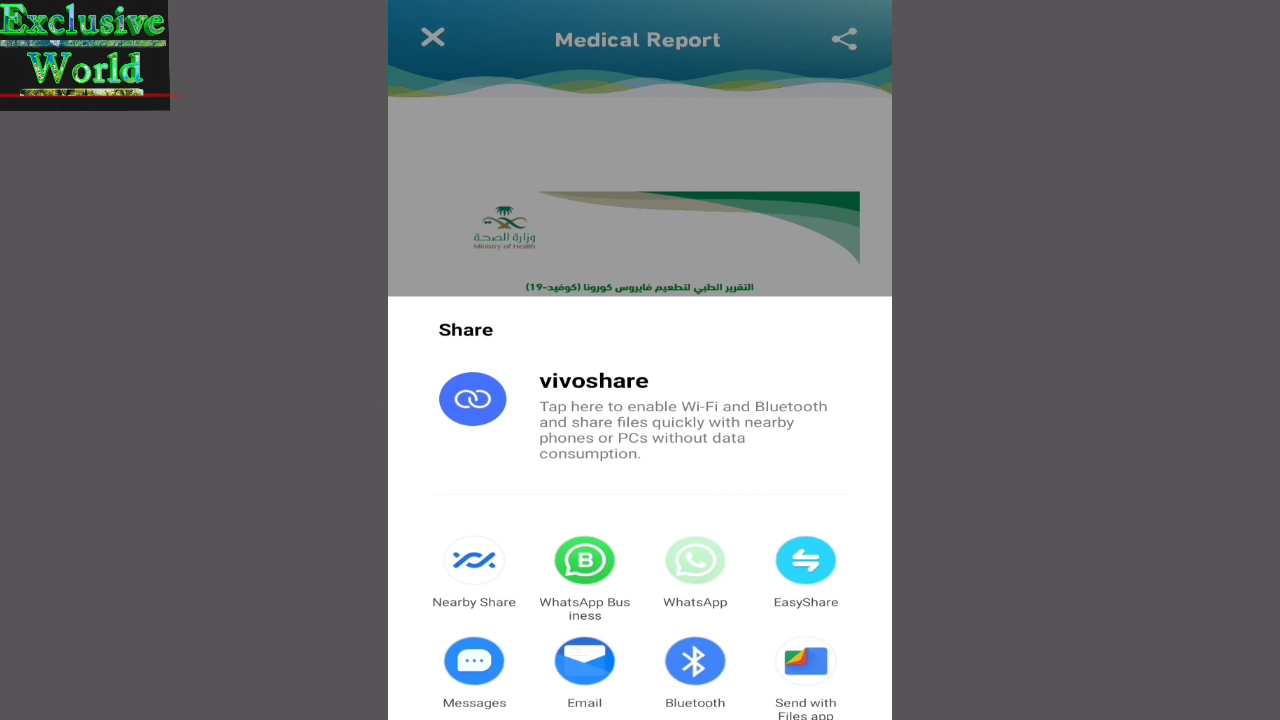 Exclusive
World
Medical Report
وزارة الصحة
Ministry of Health
التقرير الطبي لتطعيم فايروس كورونا (كوفيد-19)
Share
vivoshare
Tap here to enable Wi-Fi and Bluetooth
and share files quickly with nearby
phones or PCs without data
consumption.
B
Nearby Share
WhatsApp Bus
iness
WhatsApp
EasyShare
Messages
Email
Bluetooth
Send with
Files app